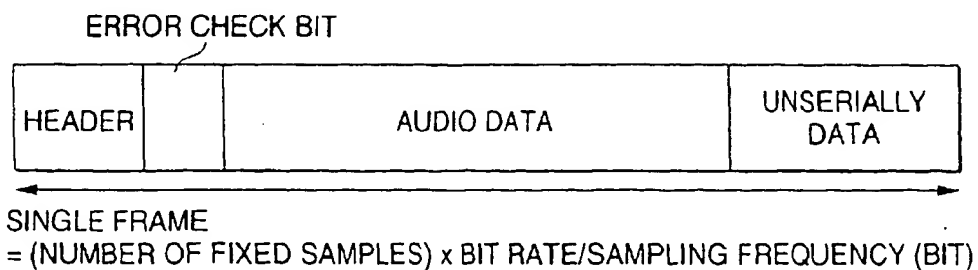 ERROR CHECK BIT
HEADER
AUDIO DATA
UNSERIALLY
DATA
SINGLE FRAME
= (NUMBER OF FIXED SAMPLES) x BIT RATE/SAMPLING FREQUENCY (BIT)